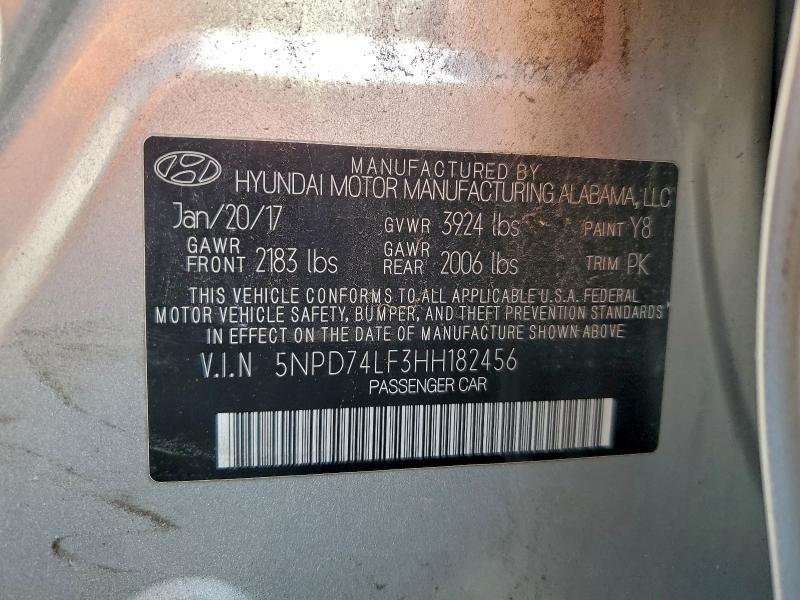 MANUFACTURED BY
HYUNDAI MOTOR MANUFACTURING ALABAMA, LLC
Jan/20/17 GVWR 3924 lbs PAINT Y8
GAWR FRONT 2183 lbs GAWR REAR 2006 lbs TRIM PK
THIS VEHICLE CONFORMS TO ALL APPLICABLE U.S.A. FEDERAL
MOTOR VEHICLE SAFETY, BUMPER, AND THEFT PREVENTION STANDARDS
IN EFFECT ON THE DATE OF MANUFACTURE SHOWN ABOVE
V.I.N 5NPD74LF3HH182456
PASSENGER CAR